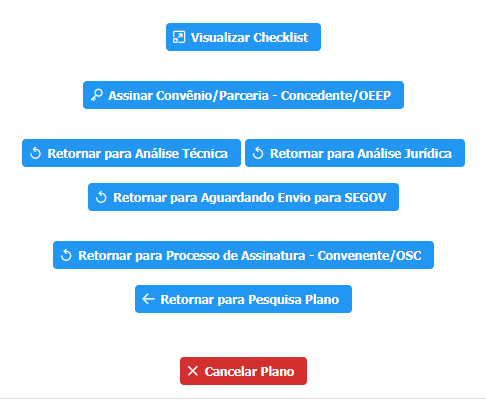 Visualizar Checklist
Assinar Convênio/Parceria - Concedente/OEEP
Retornar para Análise Técnica
Retornar para Análise Jurídica
Retornar para Aguardando Envio para SEGOV
Retornar para Processo de Assinatura - Convenente/OSC
Retornar para Pesquisa Plano
Cancelar Plano